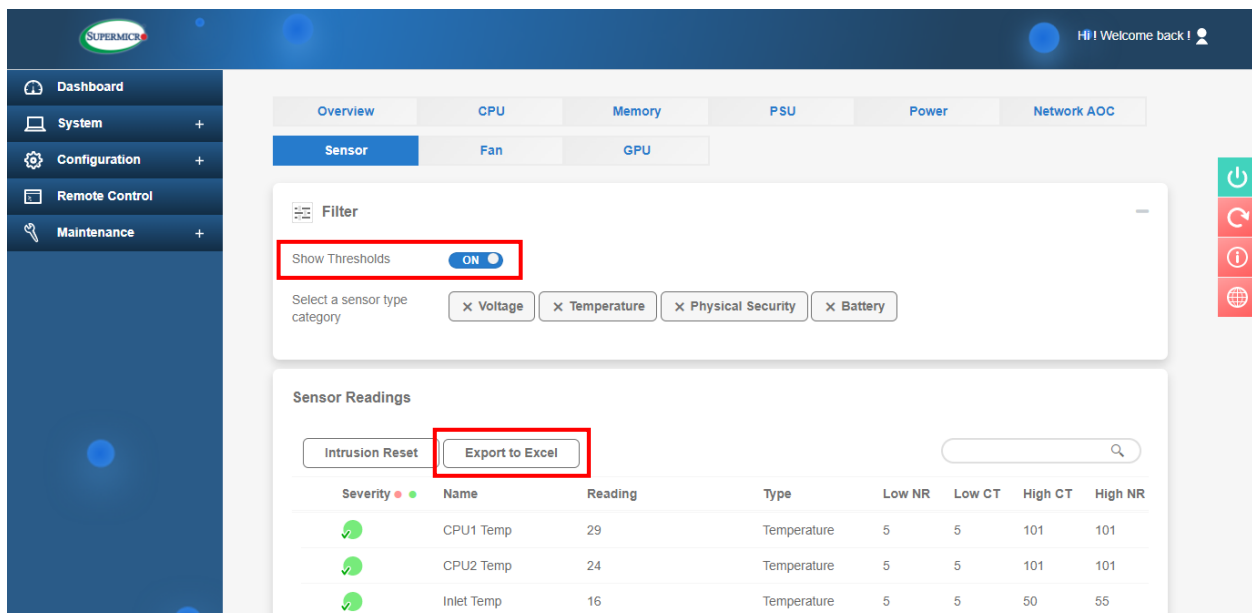 SUPERMICR
Hi ! Welcome back !
Dashboard
System +
Configuration +
Remote Control
Maintenance +
Overview CPU Memory PSU Power Network AOC
Sensor Fan GPU
Filter
Show Thresholds ON
Select a sensor type category × Voltage × Temperature × Physical Security × Battery
Sensor Readings
Intrusion Reset Export to Excel
Severity Name Reading Type Low NR Low CT High CT High NR
CPU1 Temp 29 Temperature 5 5 101 101
CPU2 Temp 24 Temperature 5 5 101 101
Inlet Temp 16 Temperature 5 5 50 55